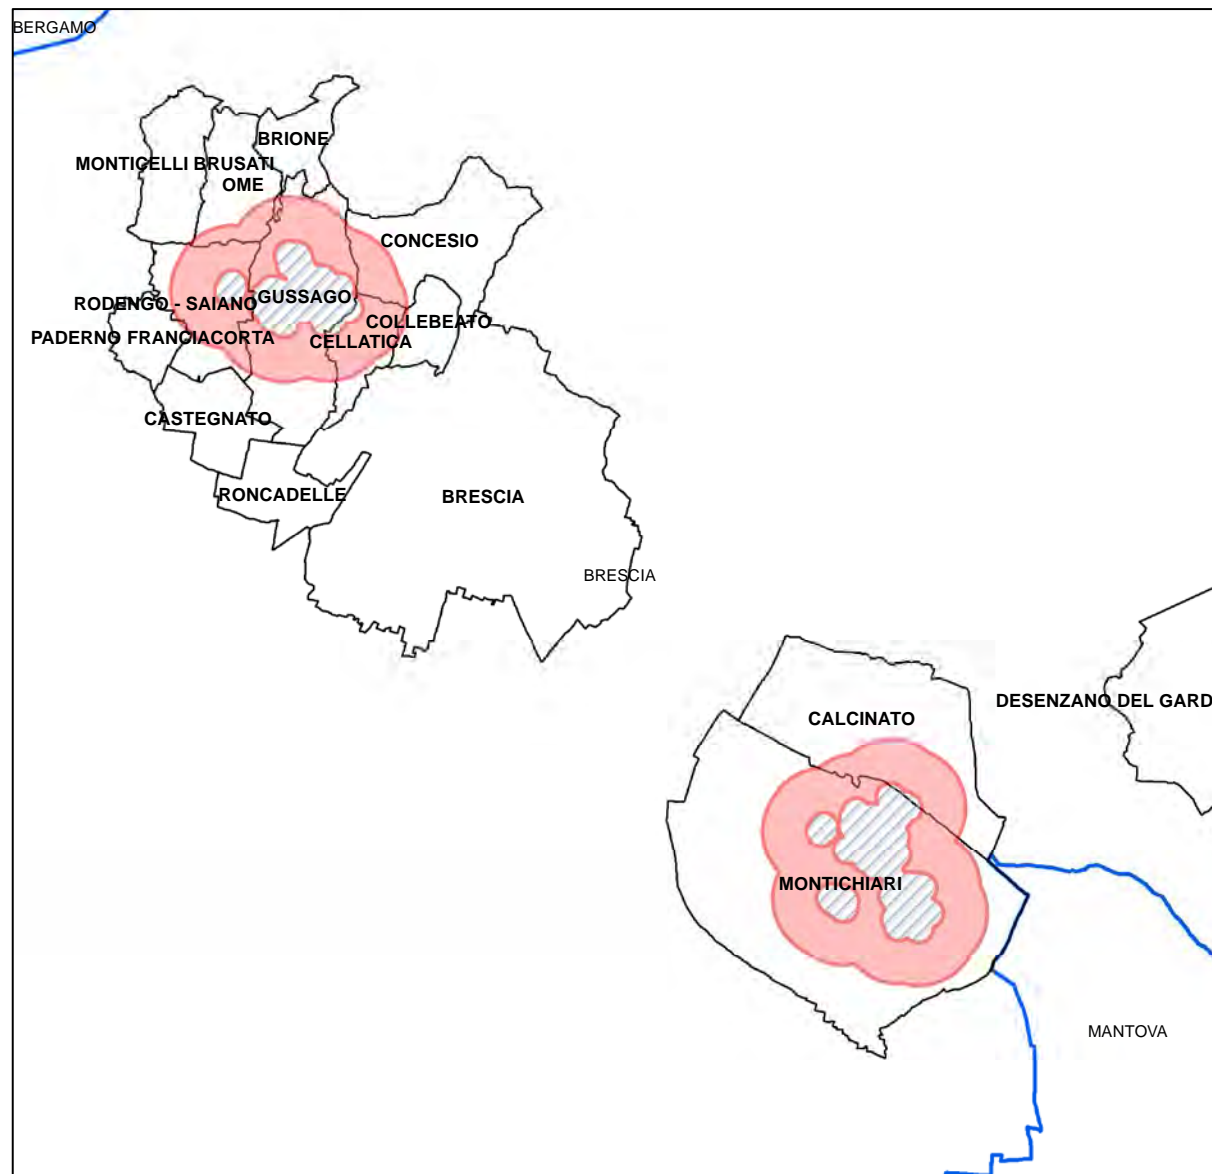 BERGAMO
BRIONE
MONTICELLI BRUSATI
OME
CONCESIO
GUSSAGO
RODENGO - SAIANO
COLLEBEATO
PADERNO FRANCIACORTA
CELLATICA
CASTEGNATO
RONCADELLE
BRESCIA
BRESCIA
DESENZANO DEL GARD
CALCINATO
MONTICHIARI
MANTOVA